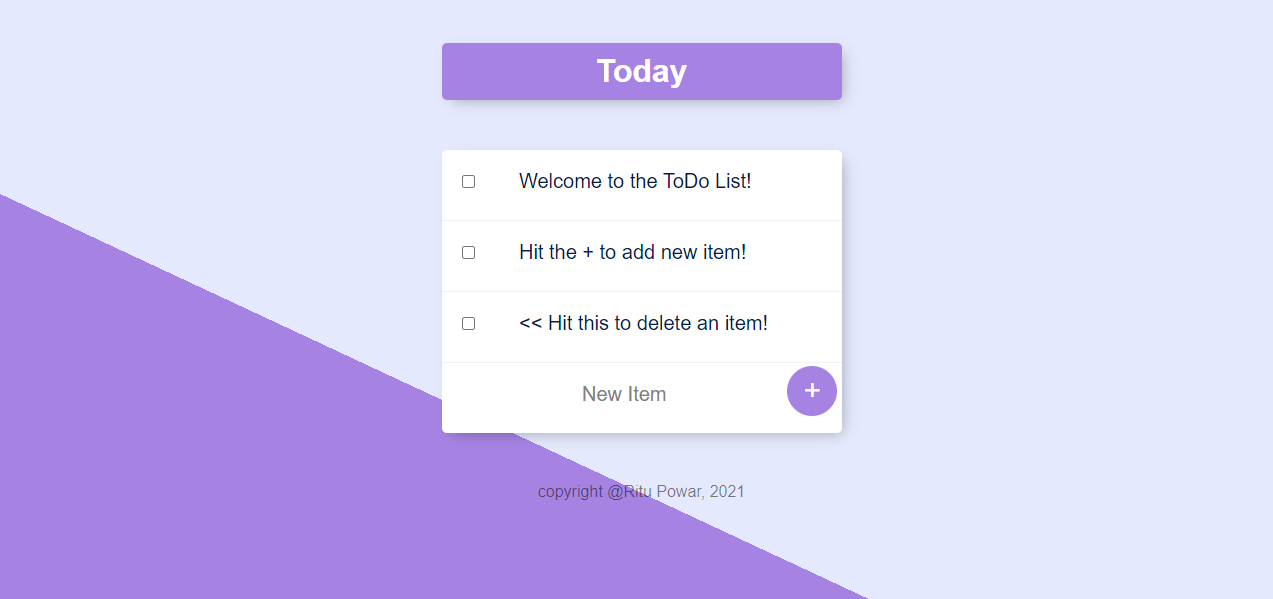 Today
Welcome to the ToDo List!
Hit the + to add new item!
<< Hit this to delete an item!
New Item +
copyright @Ritu Powar, 2021